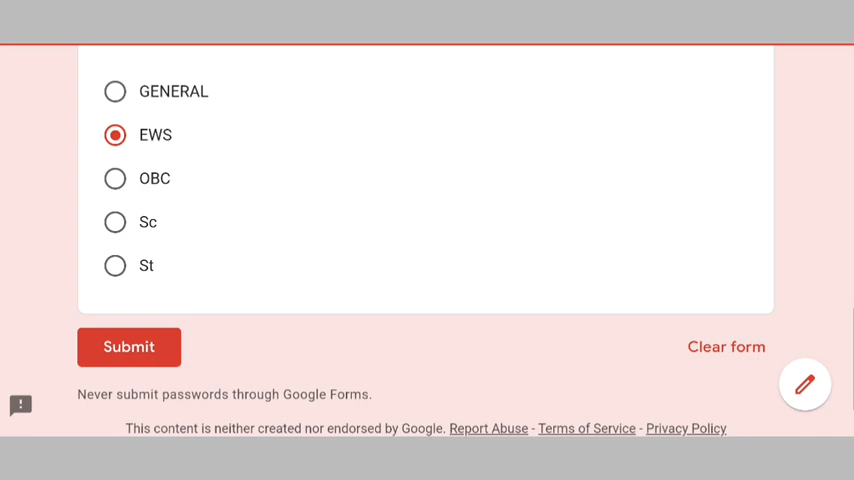 GENERAL
EWS
OBC
Sc
St
Submit
Clear form
Never submit passwords through Google Forms.
This content is neither created nor endorsed by Google. Report Abuse - Terms of Service - Privacy Policy